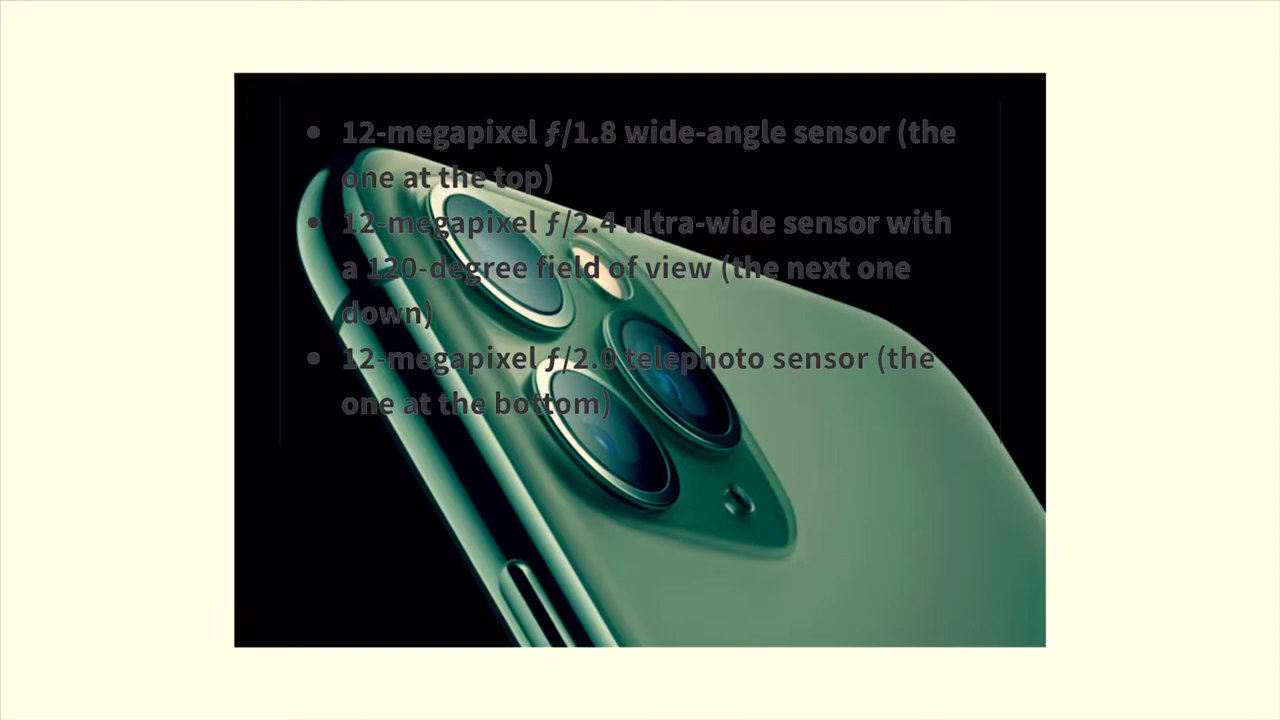 • 12-megapixel ƒ/1.8 wide-angle sensor (the
one at the top)
• 12-megapixel ƒ/2.4 ultra-wide sensor with
a 120-degree field of view (the next one
down)
• 12-megapixel ƒ/2.0 telephoto sensor (the
one at the bottom)